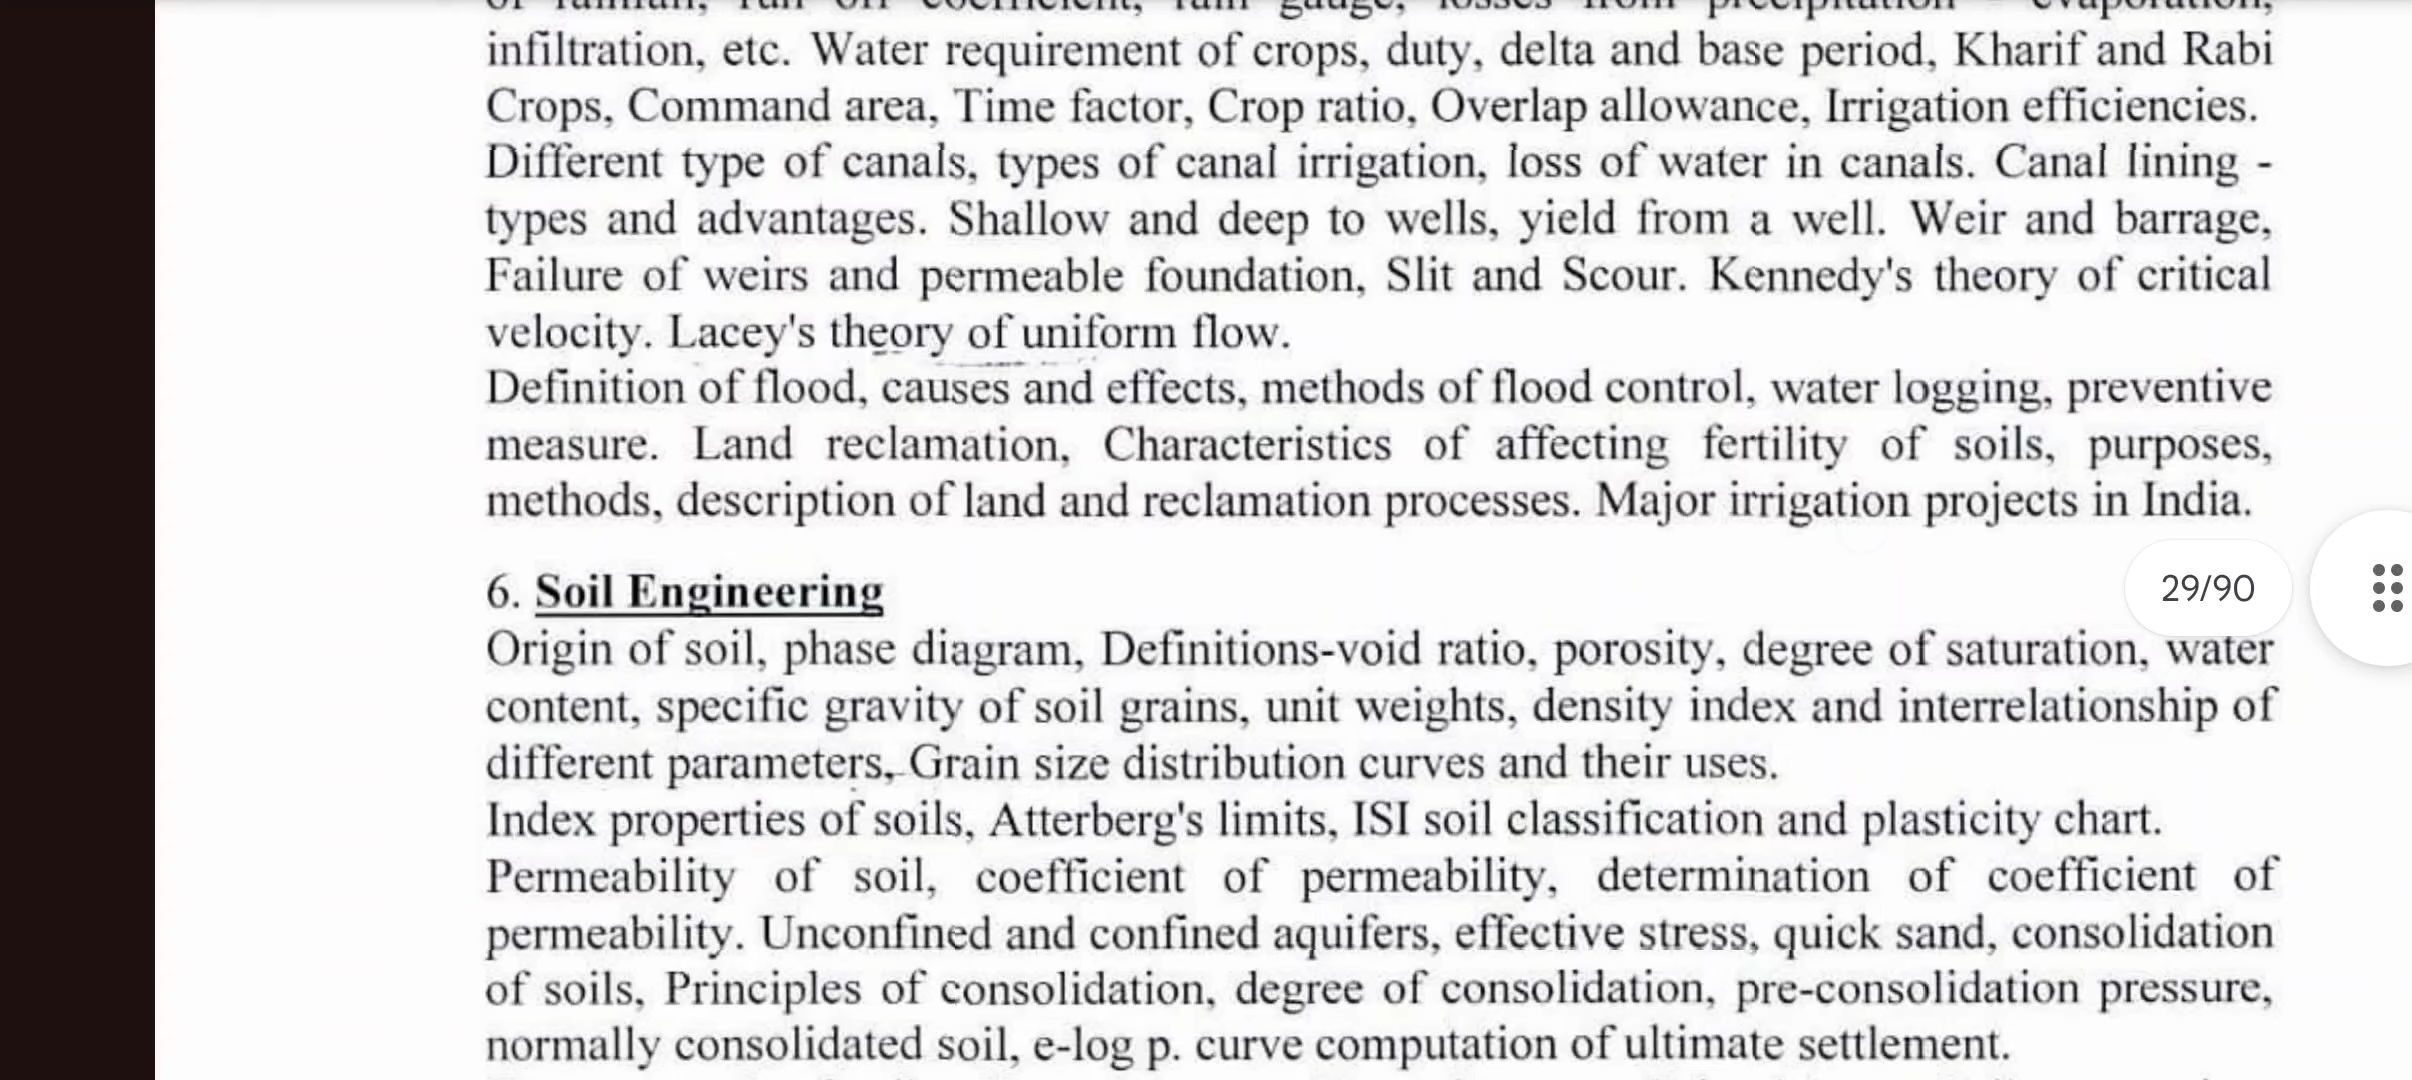 infiltration, etc. Water requirement of crops, duty, delta and base period, Kharif and Rabi
Crops, Command area, Time factor, Crop ratio, Overlap allowance, Irrigation efficiencies.
Different type of canals, types of canal irrigation, loss of water in canals. Canal lining -
types and advantages. Shallow and deep to wells, yield from a well. Weir and barrage,
Failure of weirs and permeable foundation, Slit and Scour. Kennedy's theory of critical
velocity. Lacey's theory of uniform flow.
Definition of flood, causes and effects, methods of flood control, water logging, preventive
measure. Land reclamation, Characteristics of affecting fertility of soils, purposes,
methods, description of land and reclamation processes. Major irrigation projects in India.
6. Soil Engineering
29/90
Origin of soil, phase diagram, Definitions-void ratio, porosity, degree of saturation, water
content, specific gravity of soil grains, unit weights, density index and interrelationship of
different parameters, Grain size distribution curves and their uses.
Index properties of soils, Atterberg's limits, ISI soil classification and plasticity chart.
Permeability of soil, coefficient of permeability, determination of coefficient of
permeability. Unconfined and confined aquifers, effective stress, quick sand, consolidation
of soils, Principles of consolidation, degree of consolidation, pre-consolidation pressure,
normally consolidated soil, e-log p. curve computation of ultimate settlement.